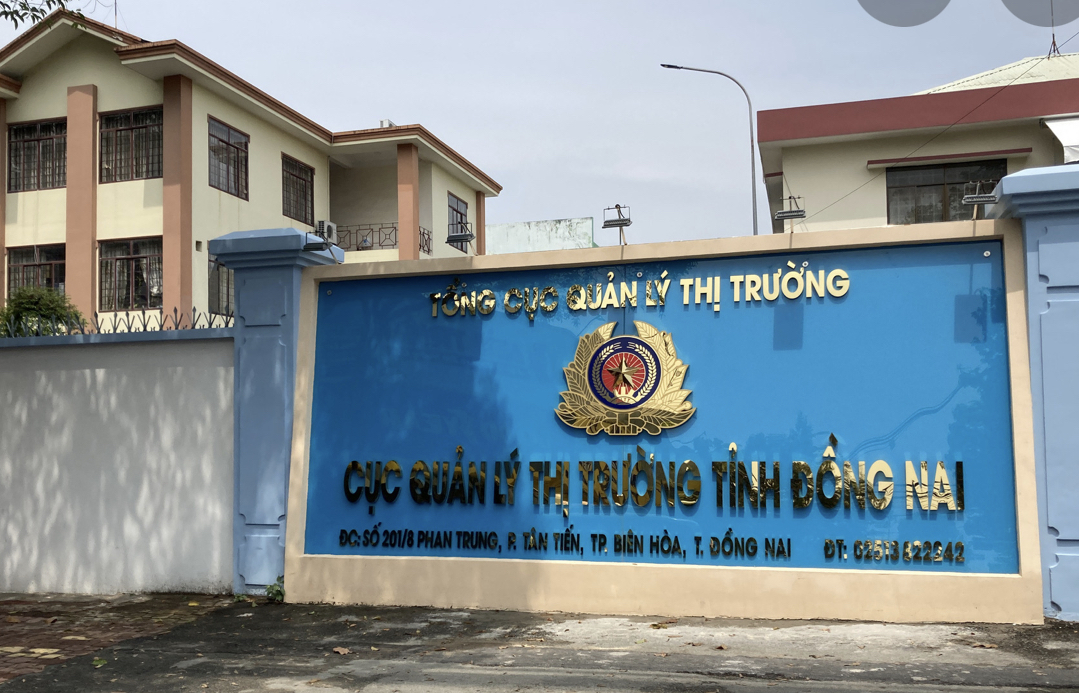 TỔNG CỤC QUẢN LÝ THỊ TRƯỜNG
CỤC QUẢN LÝ THỊ TRƯỜNG TỈNH ĐỒNG NAI
ĐC: SỐ 201/8 PHAN TRUNG, P. TÂN TIẾN, TP. BIÊN HÒA, T. ĐỒNG NAI ĐT: 02513 822242